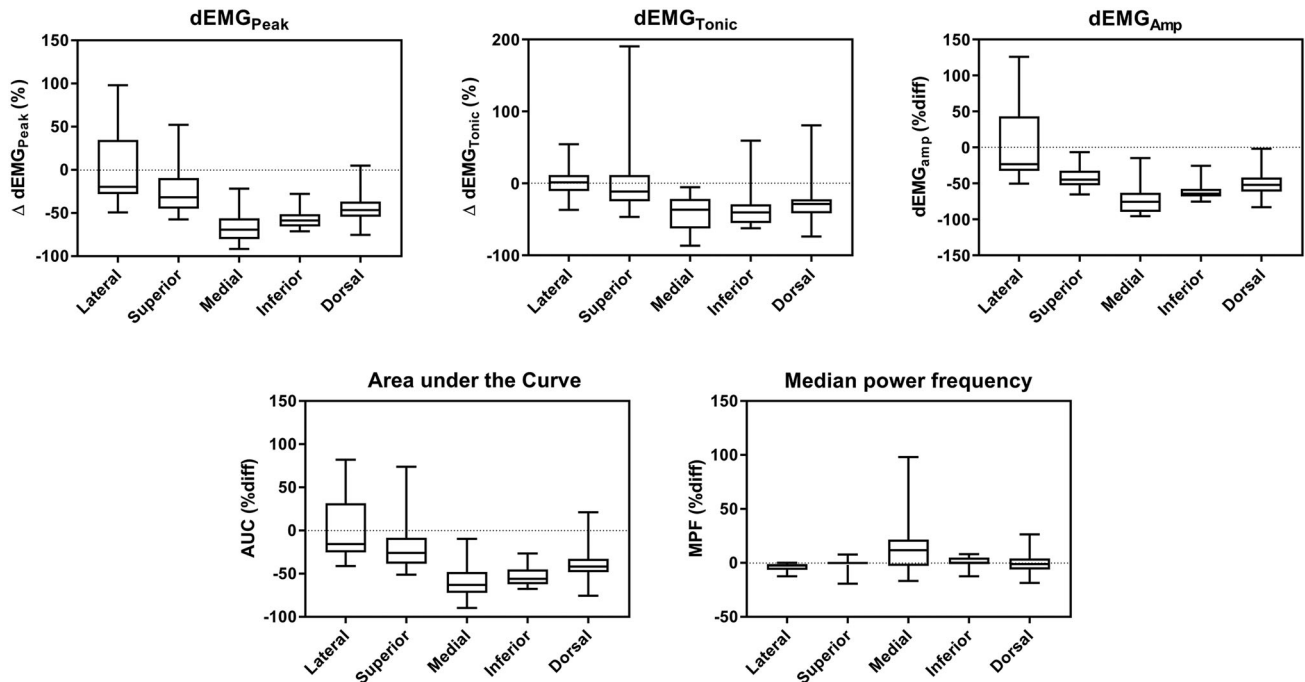 dEMGPeak
Δ dEMGPeak (%)
150
100
50
0
-50
-100
Lateral
Superior
Medial
Inferior
Dorsal
dEMGTonic
Δ dEMGTonic (%)
200
100
0
-100
Lateral
Superior
Medial
Inferior
Dorsal
dEMGAmp
dEMGamp (%diff)
150
100
50
0
-50
-100
-150
Lateral
Superior
Medial
Inferior
Dorsal
Area under the Curve
AUC (%diff)
150
100
50
0
-50
-100
Lateral
Superior
Medial
Inferior
Dorsal
Median power frequency
MPF (%diff)
150
100
50
0
-50
Lateral
Superior
Medial
Inferior
Dorsal